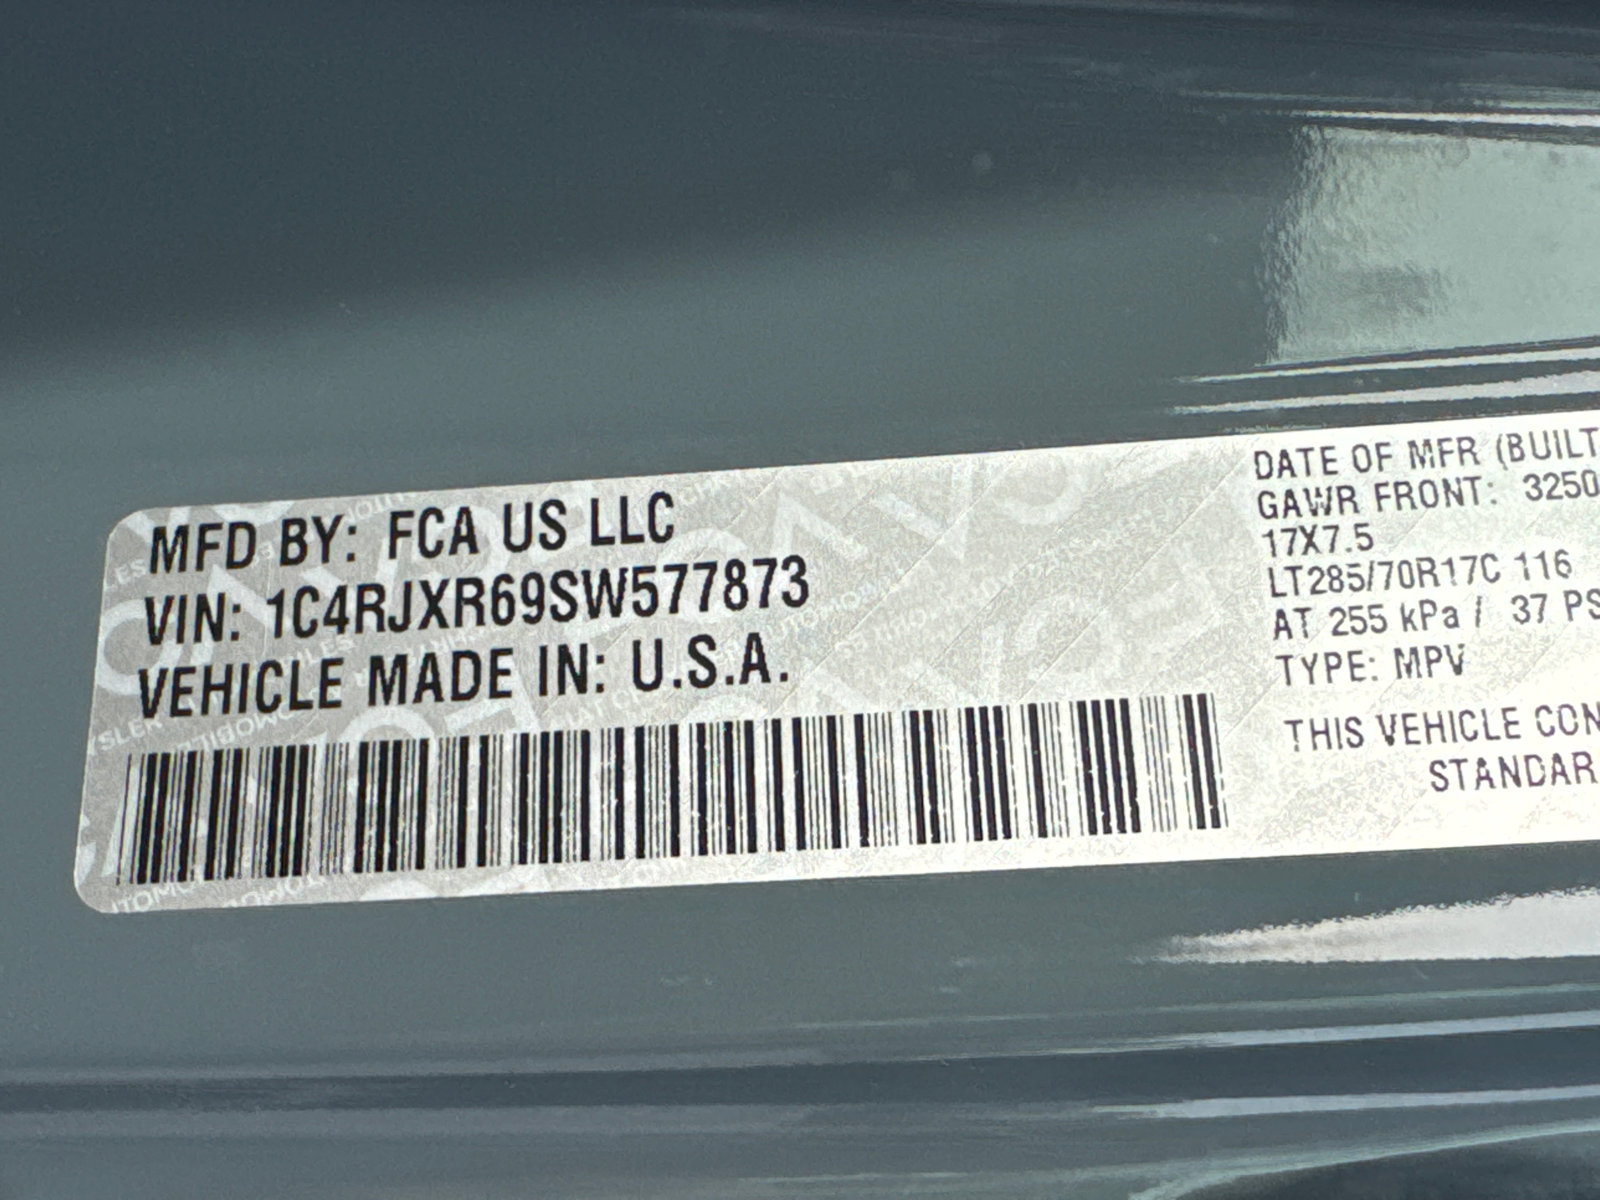 MFD BY: FCA US LLC
VIN: 1C4RJXR69SW577873
VEHICLE MADE IN: U.S.A.
DATE OF MFR (BUILT
GAWR FRONT: 3250
17X7.5
LT285/70R17C 116
AT 255 kPa / 37 PS
TYPE: MPV
THIS VEHICLE CON
STANDAR